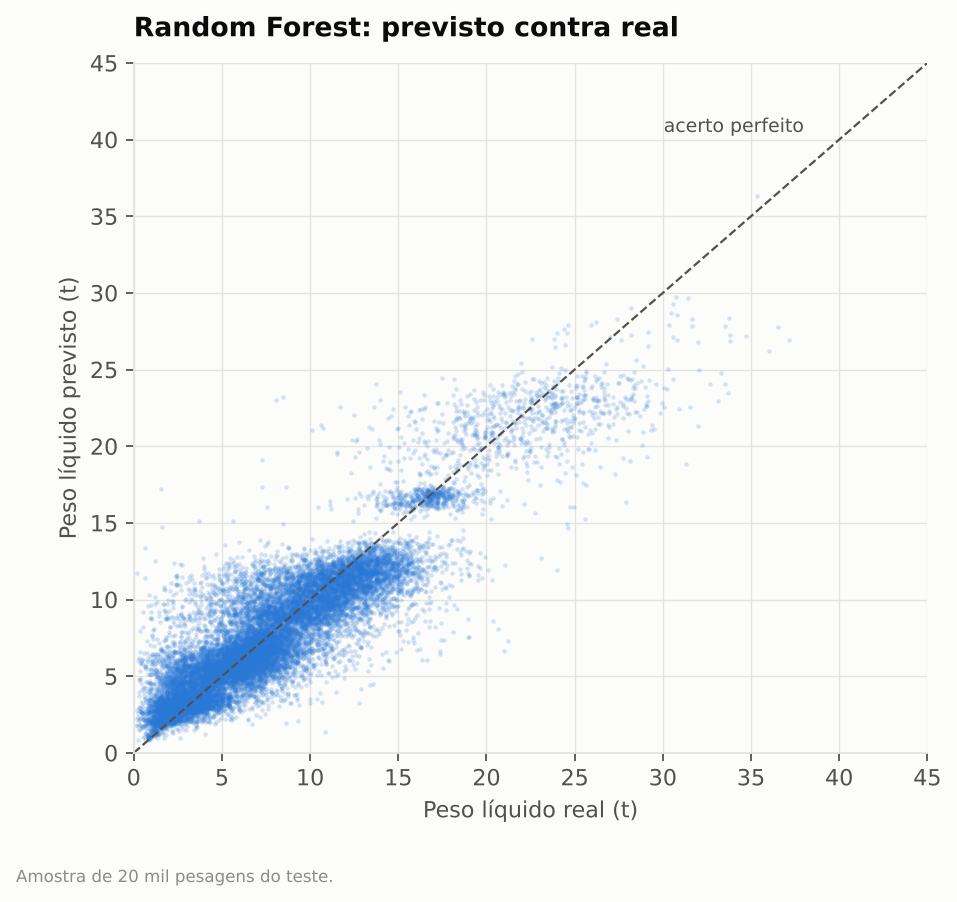 Random Forest: previsto contra real
45
40
35
30
25
20
15
10
5
0
Peso líquido previsto (t)
acerto perfeito
0 5 10 15 20 25 30 35 40 45
Peso líquido real (t)
Amostra de 20 mil pesagens do teste.